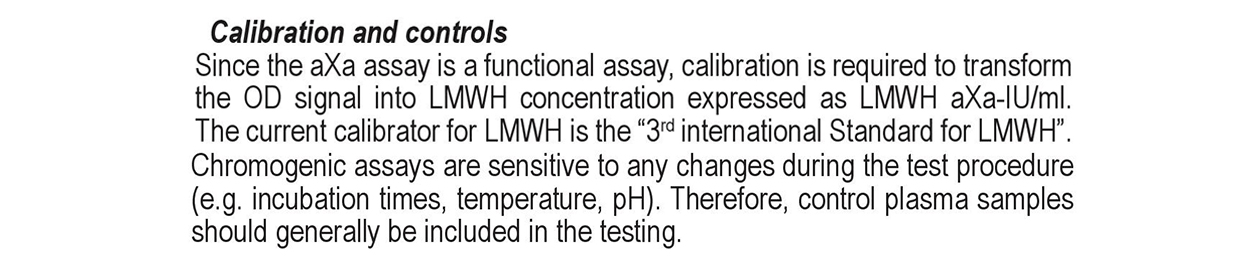 Calibration and controls
Since the aXa assay is a functional assay, calibration is required to transform
the OD signal into LMWH concentration expressed as LMWH aXa-IU/ml.
The current calibrator for LMWH is the “3rd international Standard for LMWH”.
Chromogenic assays are sensitive to any changes during the test procedure
(e.g. incubation times, temperature, pH). Therefore, control plasma samples
should generally be included in the testing.